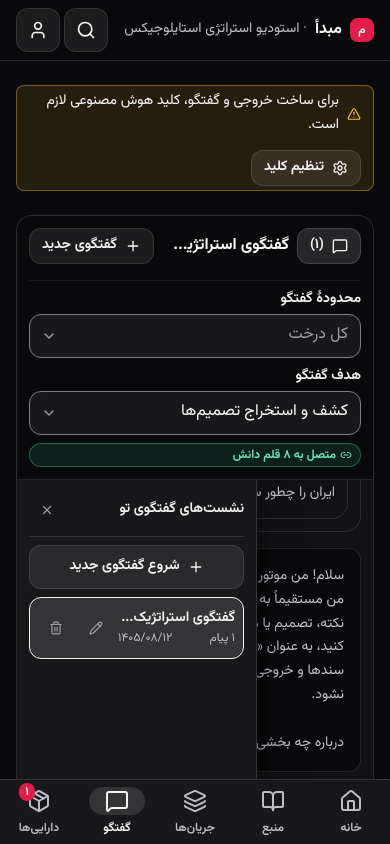 م
مبدأ · استودیو استراتژی استایلوجیکس
برای ساخت خروجی و گفتگو، کلید هوش مصنوعی لازم
است.
تنظیم کلید
(۱)
گفتگوی استراتژیـ...
گفتگوی جدید
محدودهٔ گفتگو
کل درخت
هدف گفتگو
کشف و استخراج تصمیم‌ها
متصل به ۸ قلم دانش
ایران را چطور
نشست‌های گفتگوی تو
شروع گفتگوی جدید
گفتگوی استراتژیک...
۱ پیام
۱۴۰۵/۰۸/۱۲
سلام! من موتور
من مستقیماً به
نکته، تصمیم یا
کنید، به عنوان «
سندها و خروجی
نشود.
درباره چه بخشی
خانه
منبع
جریان‌ها
گفتگو
دارایی‌ها
۱